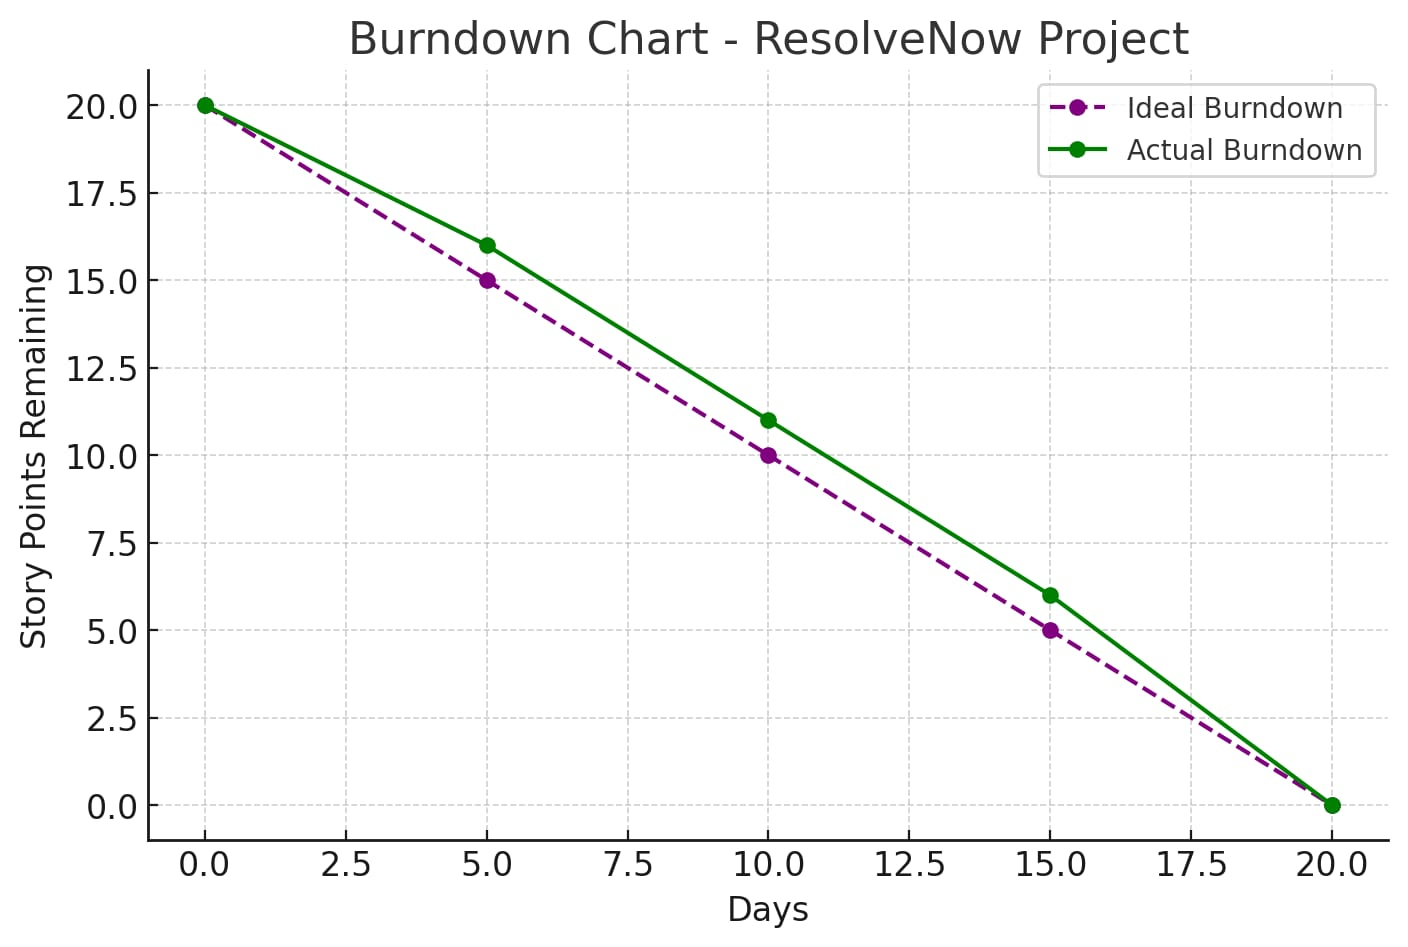 Burndown Chart - ResolveNow Project
Ideal Burndown
Actual Burndown
Story Points Remaining
20.0
17.5
15.0
12.5
10.0
7.5
5.0
2.5
0.0
0.0 2.5 5.0 7.5 10.0 12.5 15.0 17.5 20.0
Days